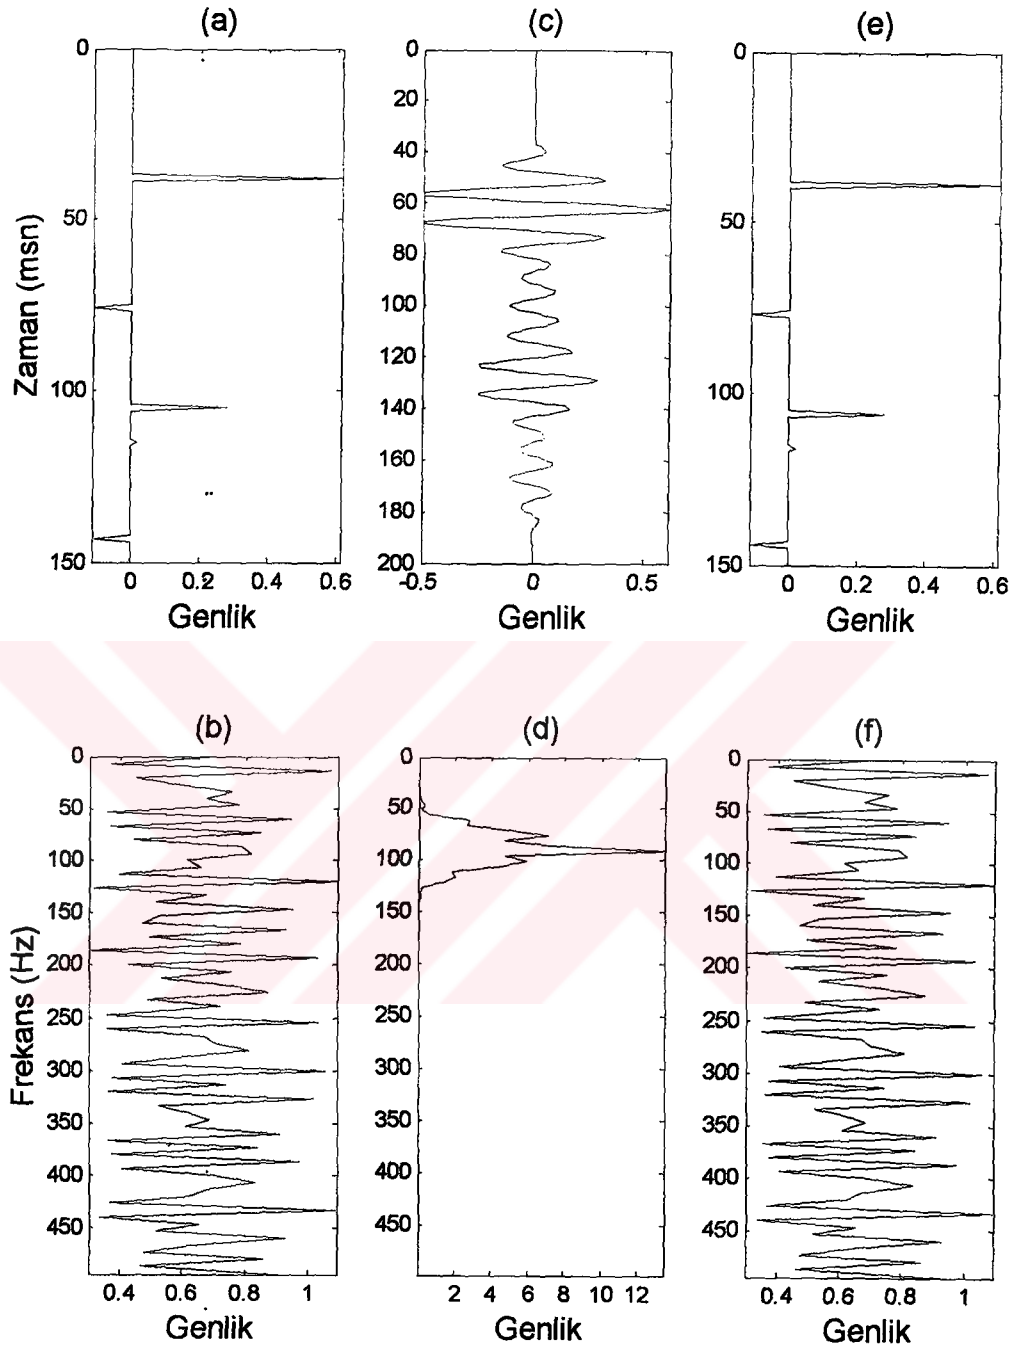 (a) (c) (e)
0 0 0
20
40
50 60 50
80
100 100 100
120
140
160
180
150 200 150
Zaman (msn)
0 0.2 0.4 0.6 -0.5 0 0.5 0 0.2 0.4 0.6
Genlik Genlik Genlik
(b) (d) (f)
0 0 0
50 50 50
100 100 100
150 150 150
200 200 200
250 250 250
300 300 300
350 350 350
400 400 400
450 450 450
Frekans (Hz)
0.4 0.6 0.8 1 2 4 6 8 10 12 0.4 0.6 0.8 1
Genlik Genlik Genlik